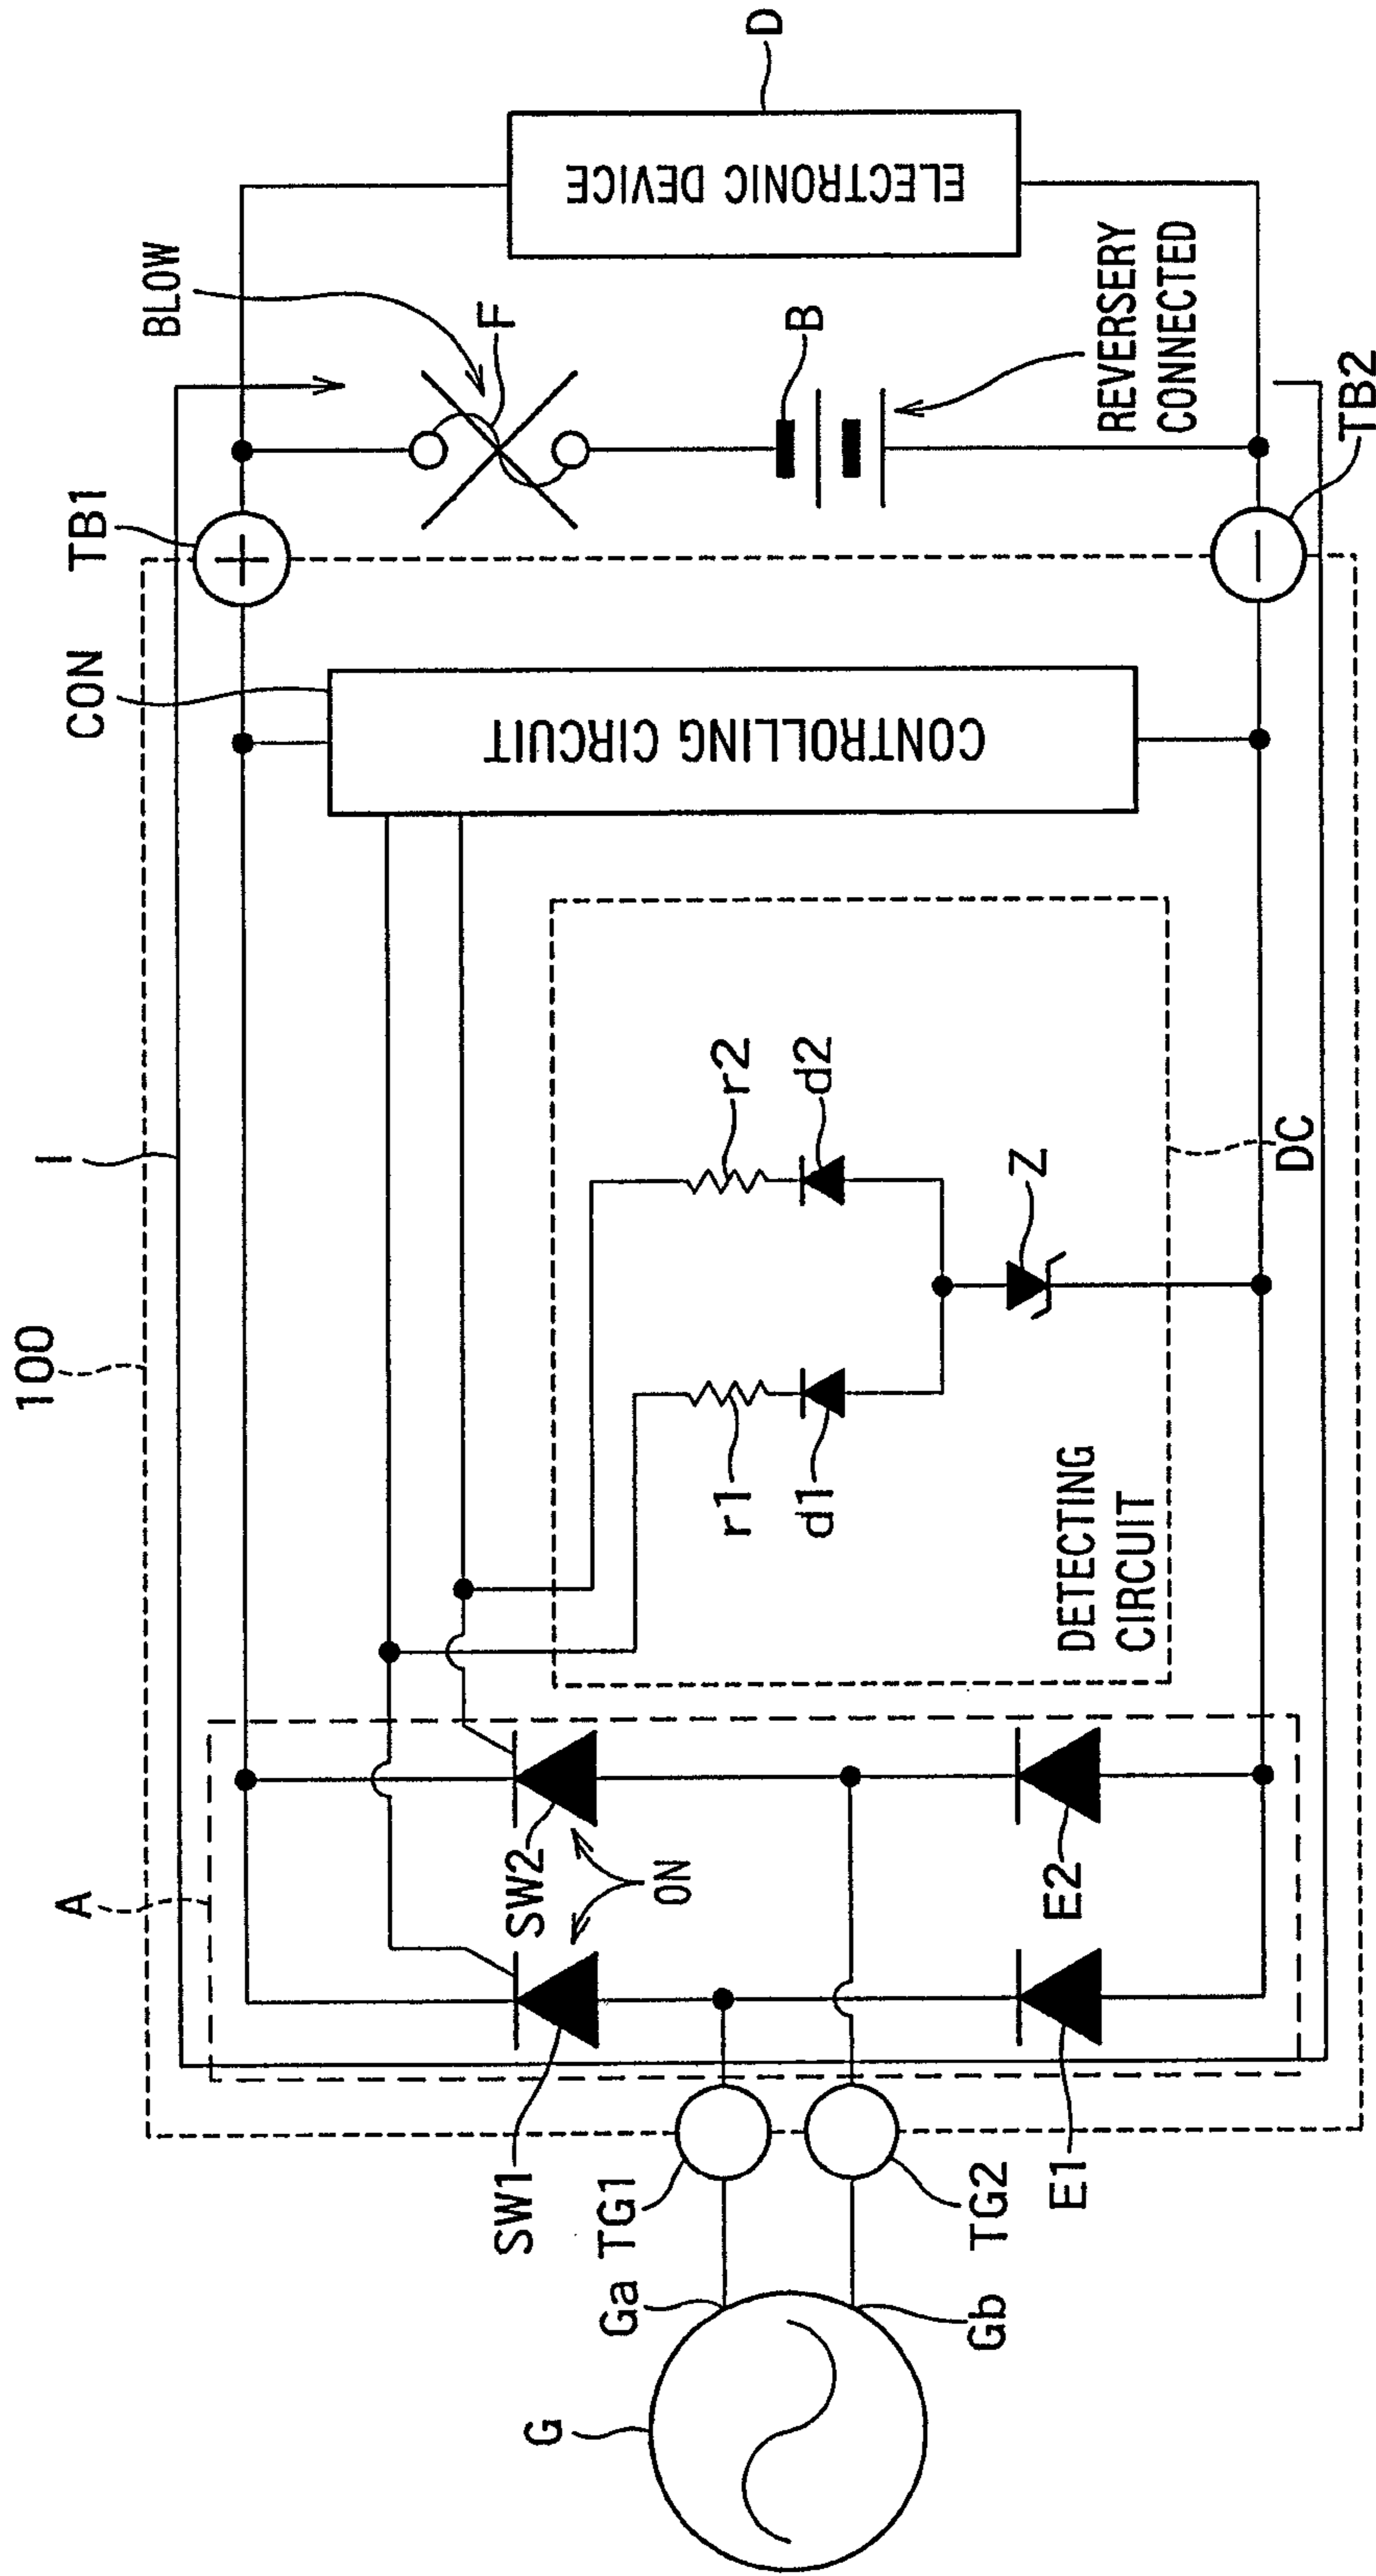 100
I
CON
TB1
BLOW
A
F
D
SW2
ON
SW1
TG1
Ga
G
Gb
TG2
E1
E2
r1
r2
d1
d2
Z
DETECTING
CIRCUIT
DC
CONTROLLING CIRCUIT
B
ELECTRONIC DEVICE
REVERSERY
CONNECTED
TB2
+
−